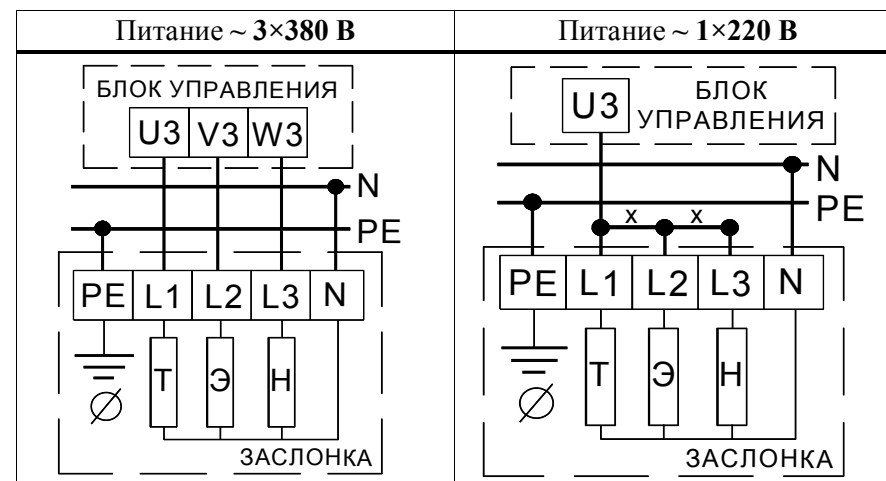 Питание ~ 3×380 В
Питание ~ 1×220 В
БЛОК УПРАВЛЕНИЯ
U3 V3 W3
N
PE
PE L1 L2 L3 N
Т Э Н
ЗАСЛОНКА
U3
БЛОК
УПРАВЛЕНИЯ
N
PE
x x
PE L1 L2 L3 N
Т Э Н
ЗАСЛОНКА